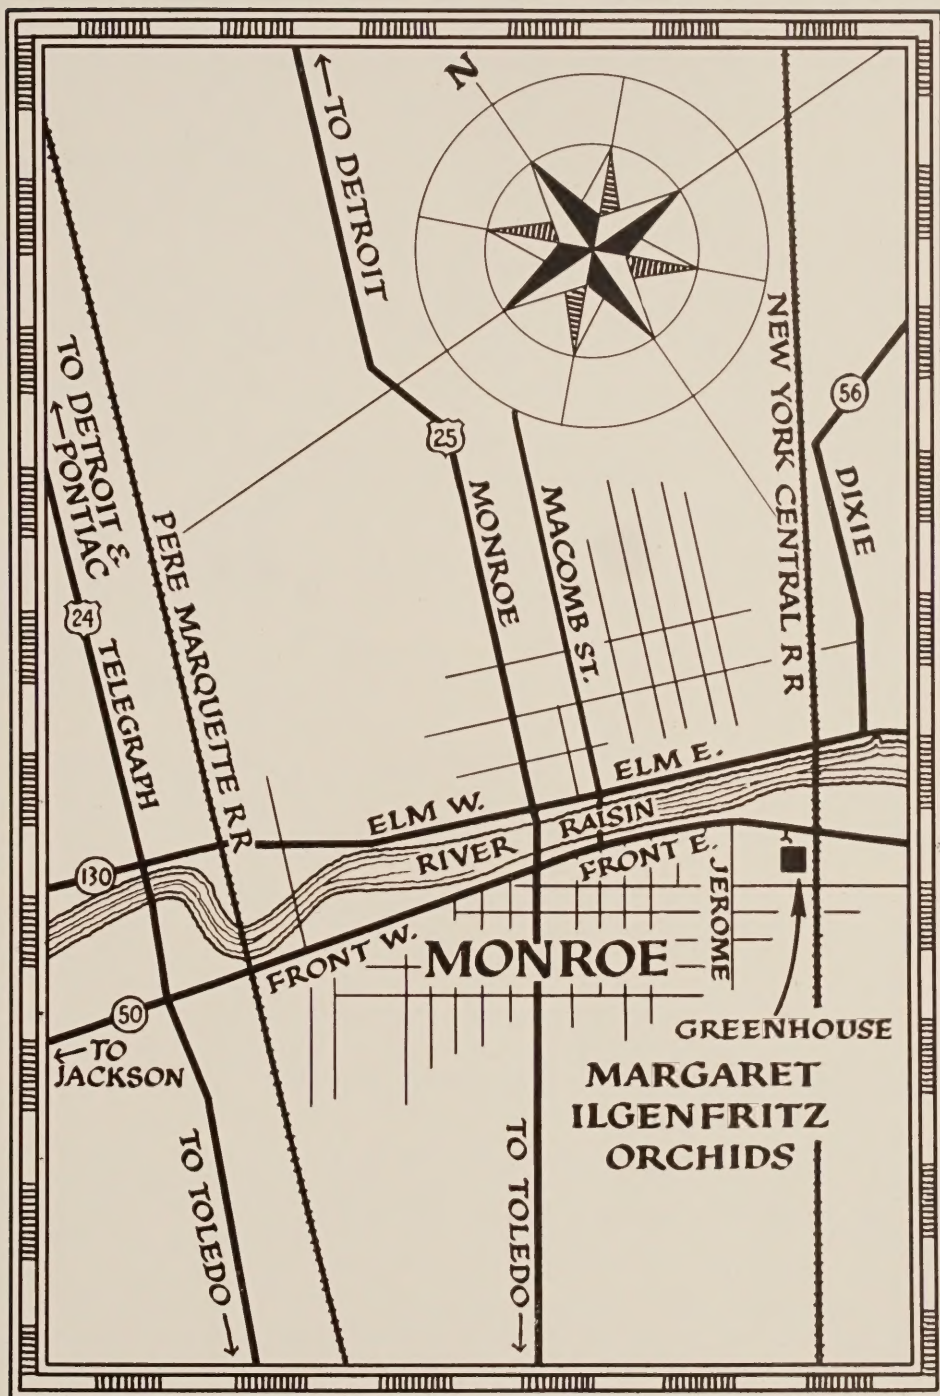 N
← TO DETROIT
TO DETROIT &
← PONTIAC
24
TELEGRAPH
PERE MARQUETTE R R
25
MONROE
MACOMB ST.
NEW YORK CENTRAL R R
56
DIXIE
ELM W.
ELM E.
RIVER RAISIN
130
FRONT W.
FRONT E.
JEROME
MONROE
50
← TO
JACKSON
GREENHOUSE
MARGARET
ILGENFRITZ
ORCHIDS
TO TOLEDO →
TO TOLEDO →